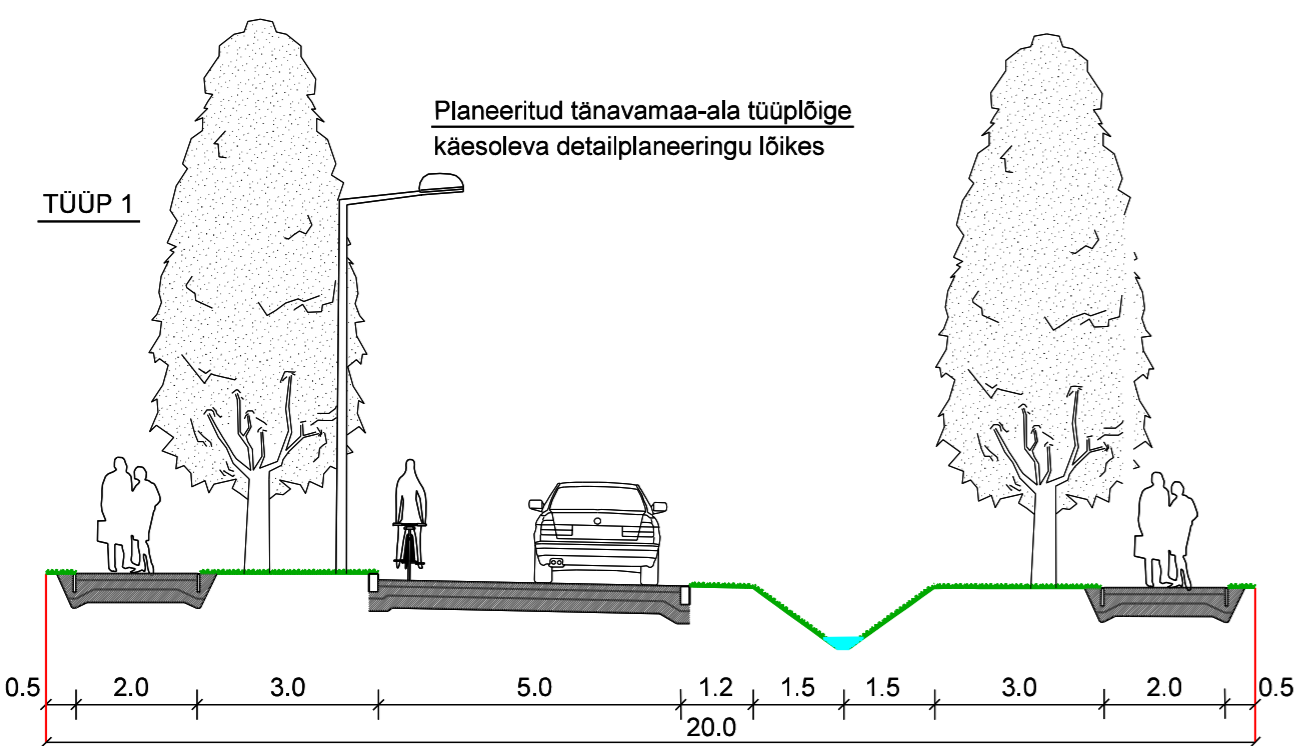 Planeeritud tänavamaa-ala tüüplõige
käesoleva detailplaneeringu lõikes
TÜÜP 1
0.5 2.0 3.0 5.0 1.2 1.5 1.5 3.0 2.0 0.5
20.0